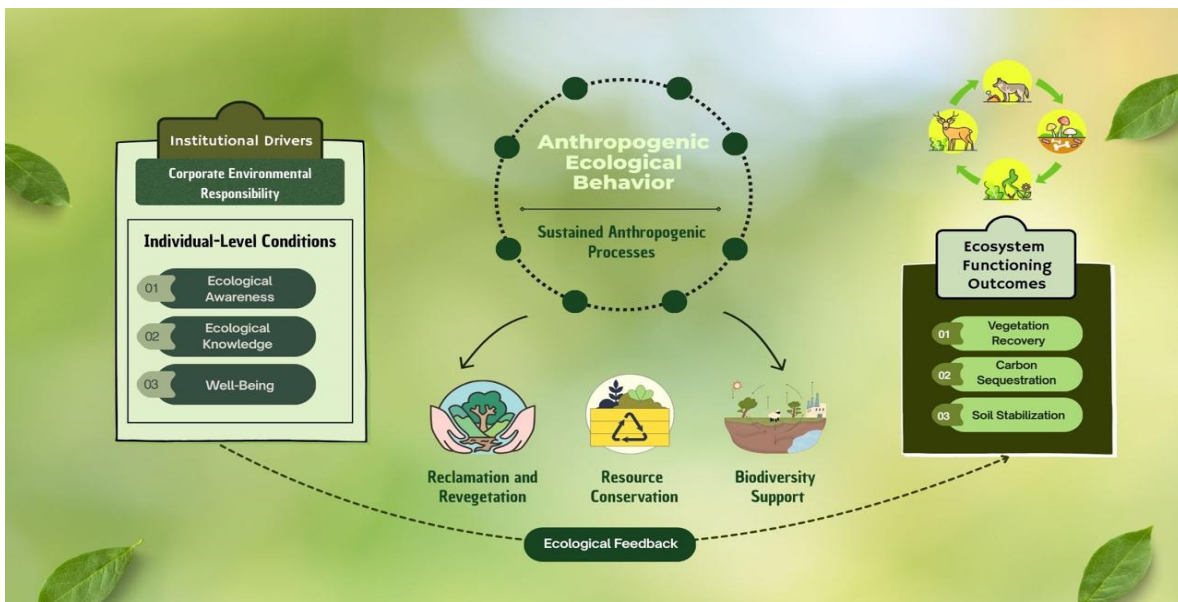 Institutional Drivers
Corporate Environmental
Responsibility
Individual-Level Conditions
01
Ecological
Awareness
02
Ecological
Knowledge
03
Well-Being
Anthropogenic
Ecological
Behavior
Sustained Anthropogenic
Processes
Reclamation and
Revegetation
Resource
Conservation
Biodiversity
Support
Ecosystem
Functioning
Outcomes
01
Vegetation
Recovery
02
Carbon
Sequestration
03
Soil Stabilization
Ecological Feedback